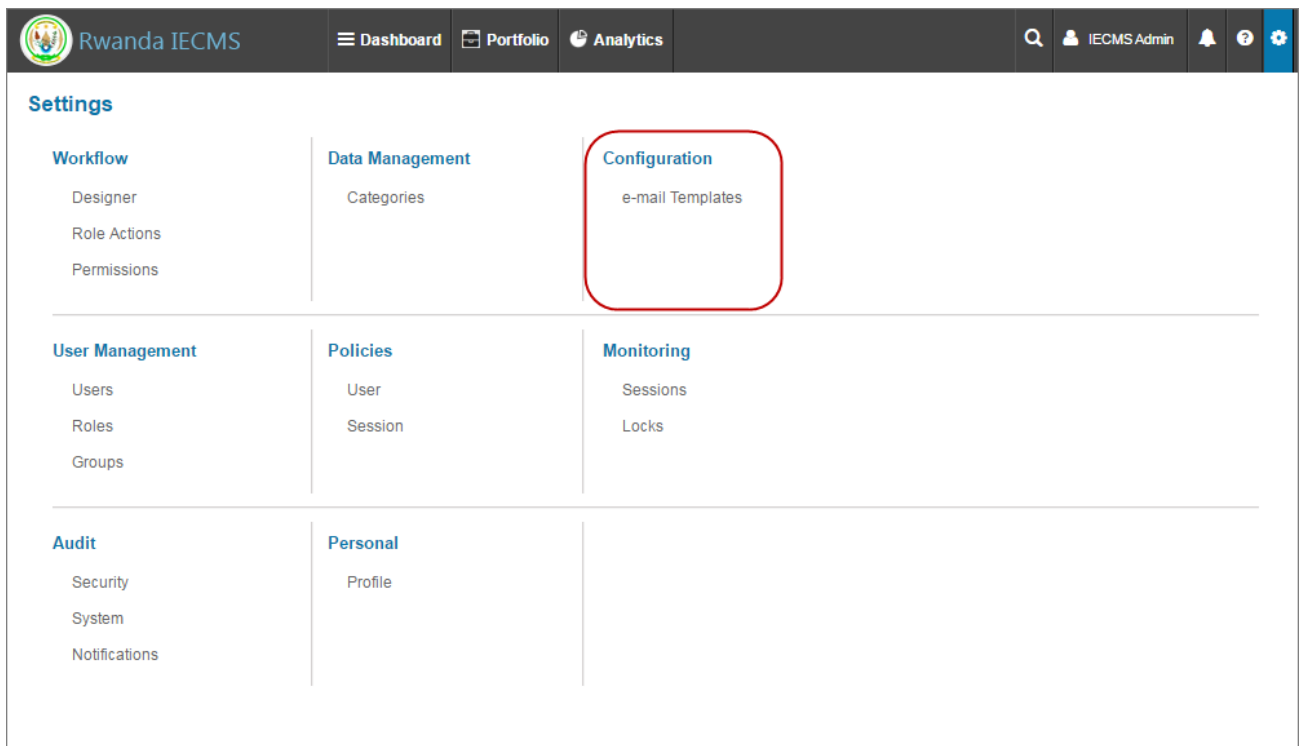 Rwanda IECMS Dashboard Portfolio Analytics IECMS Admin
Settings
Workflow
Designer
Role Actions
Permissions
Data Management
Categories
Configuration
e-mail Templates
User Management
Users
Roles
Groups
Policies
User
Session
Monitoring
Sessions
Locks
Audit
Security
System
Notifications
Personal
Profile